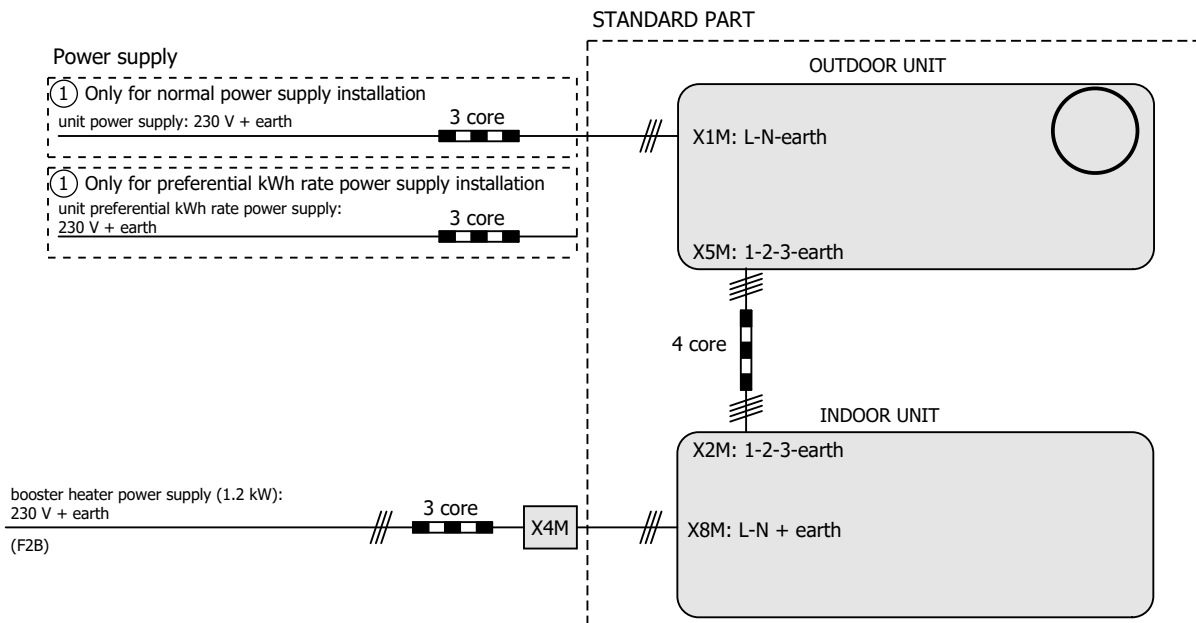 STANDARD PART
Power supply
OUTDOOR UNIT
1 Only for normal power supply installation
unit power supply: 230 V + earth
3 core
X1M: L-N-earth
1 Only for preferential kWh rate power supply installation
unit preferential kWh rate power supply:
230 V + earth
3 core
X5M: 1-2-3-earth
4 core
INDOOR UNIT
X2M: 1-2-3-earth
booster heater power supply (1.2 kW):
230 V + earth
(F2B)
3 core
X4M
X8M: L-N + earth